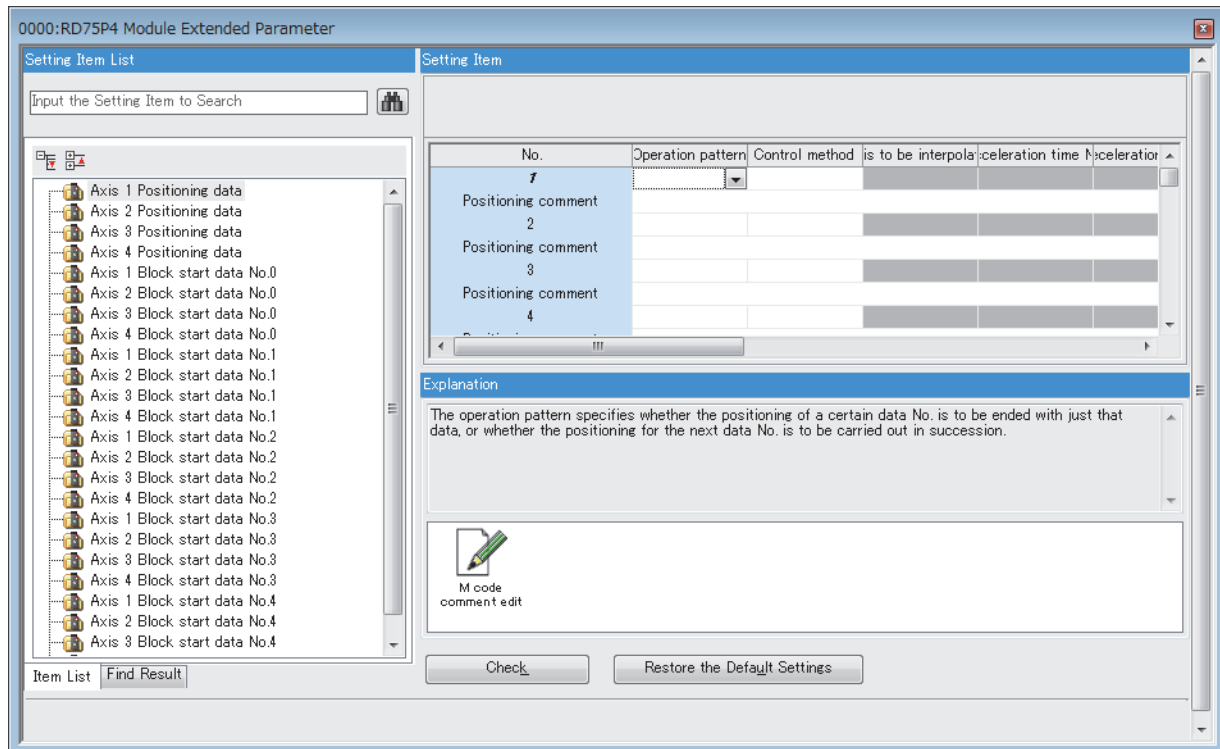 0000:RD75P4 Module Extended Parameter
Setting Item List
Input the Setting Item to Search
Axis 1 Positioning data
Axis 2 Positioning data
Axis 3 Positioning data
Axis 4 Positioning data
Axis 1 Block start data No.0
Axis 2 Block start data No.0
Axis 3 Block start data No.0
Axis 4 Block start data No.0
Axis 1 Block start data No.1
Axis 2 Block start data No.1
Axis 3 Block start data No.1
Axis 4 Block start data No.1
Axis 1 Block start data No.2
Axis 2 Block start data No.2
Axis 3 Block start data No.2
Axis 4 Block start data No.2
Axis 1 Block start data No.3
Axis 2 Block start data No.3
Axis 3 Block start data No.3
Axis 4 Block start data No.3
Axis 1 Block start data No.4
Axis 2 Block start data No.4
Axis 3 Block start data No.4
Item List Find Result
Setting Item
No. Operation pattern Control method is to be interpola celeration time celeration
1
Positioning comment
2
Positioning comment
3
Positioning comment
4
Explanation
The operation pattern specifies whether the positioning of a certain data No. is to be ended with just that
data, or whether the positioning for the next data No. is to be carried out in succession.
M code
comment edit
Check Restore the Default Settings